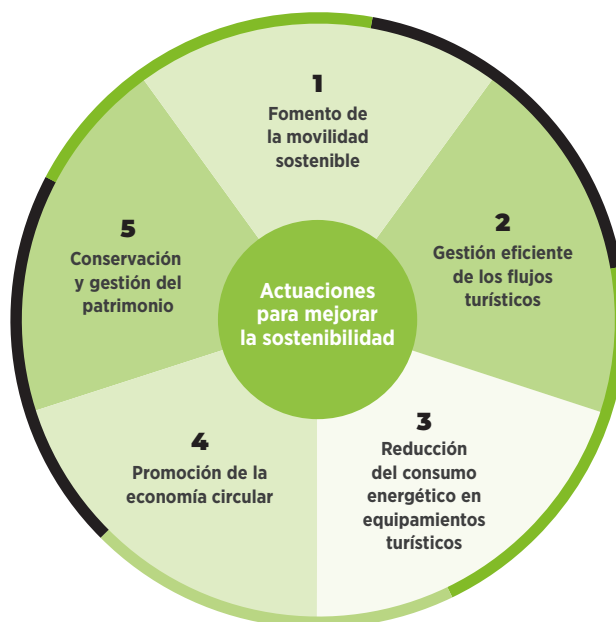 1
Fomento de
la movilidad
sostenible
2
Gestión eficiente
de los flujos
turísticos
3
Reducción
del consumo
energético en
equipamientos
turísticos
4
Promoción de la
economía circular
5
Conservación
y gestión del
patrimonio
Actuaciones
para mejorar
la sostenibilidad